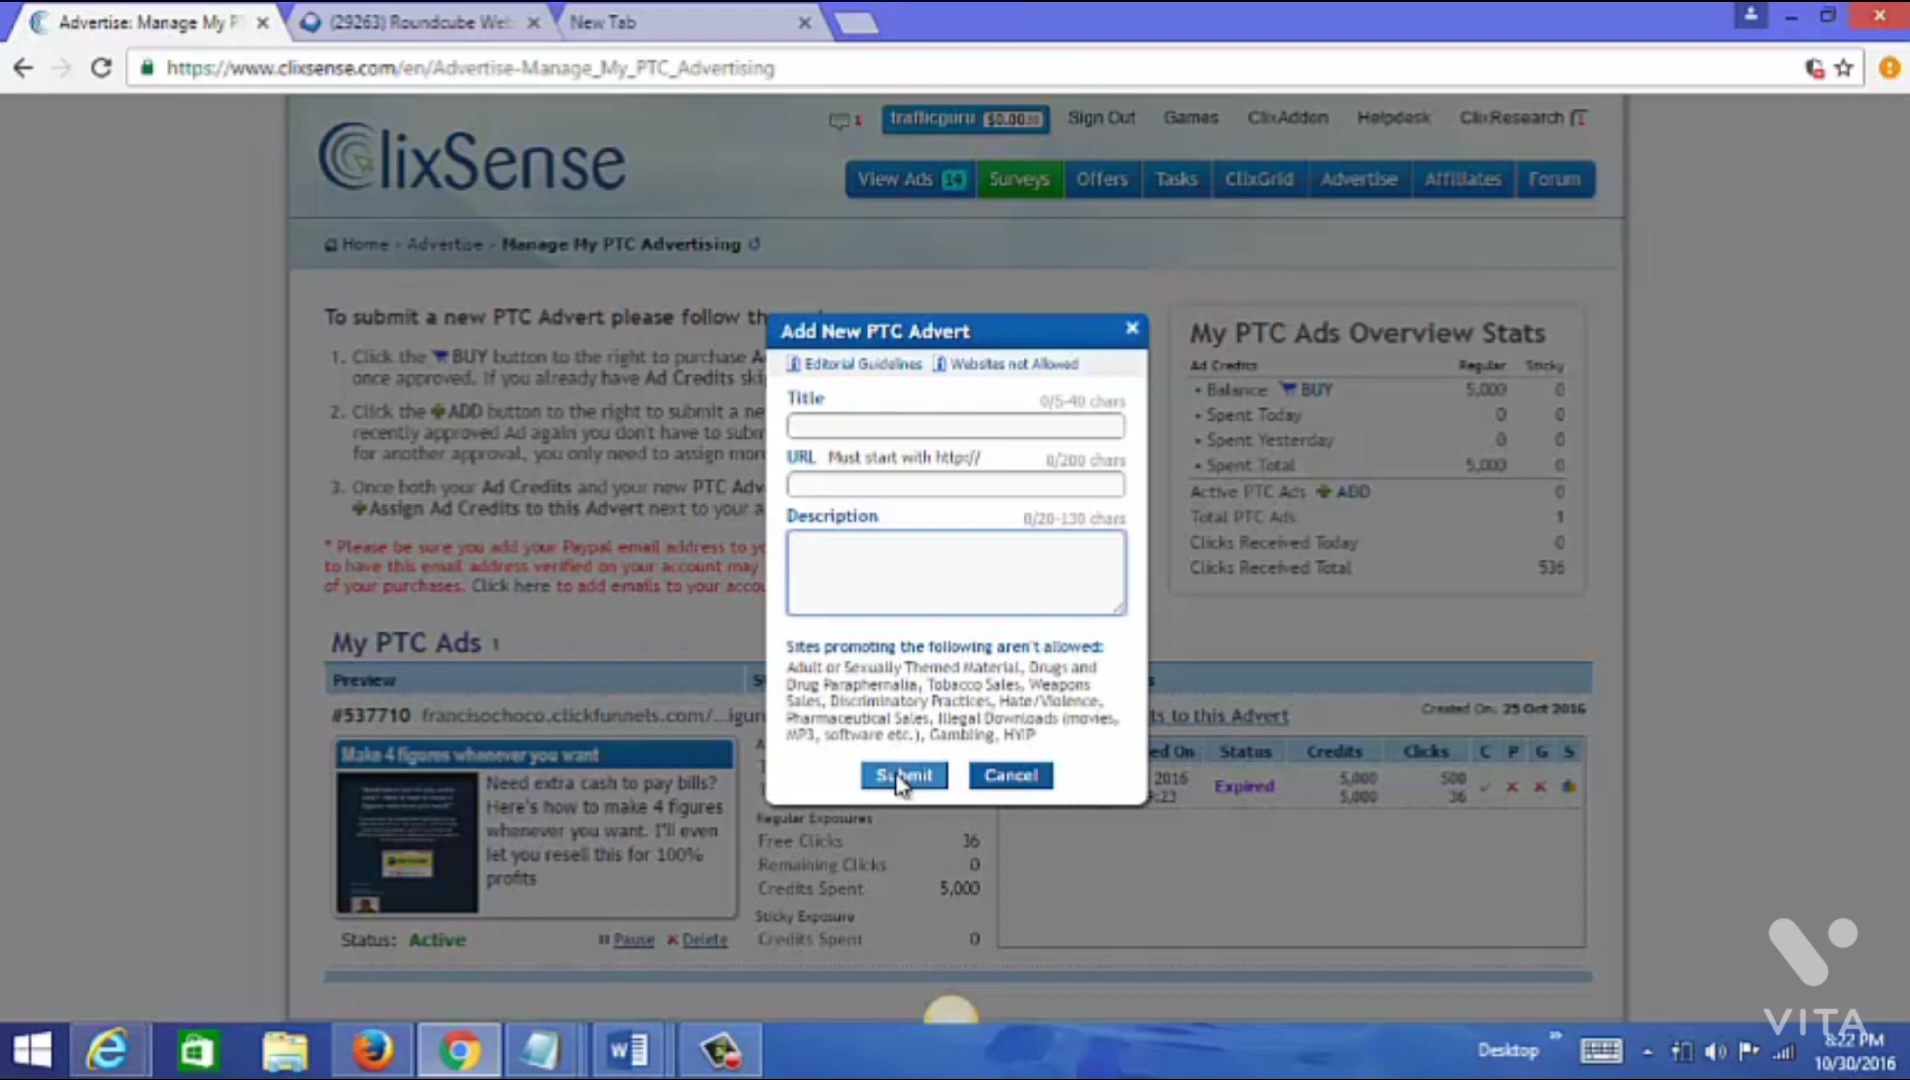 Advertise: Manage My P
(29263) Roundcube Web
New Tab
https://www.clixsense.com/en/Advertise-Manage_My_PTC_Advertising
1
trafficguru
Sign Out
Games
ClixAddon
Helpdesk
ClixResearch
ClixSense
View Ads 14
Surveys
Offers
Tasks
ClixGrid
Advertise
Affiliates
Forum
Home
Advertise
Manage My PTC Advertising
To submit a new PTC Advert please follow th
1. Click the BUY button to the right to purchase A
once approved. If you already have Ad Credits ski
2. Click the ADD button to the right to submit a ne
recently approved Ad again you don't have to subm
for another approval, you only need to assign mor
3. Once both your Ad Credits and your new PTC Adv
Assign Ad Credits to this Advert next to your a
* Please be sure you add your Paypal email address to yo
to have this email address verified on your account may
of your purchases. Click here to add emails to your accou
Add New PTC Advert
Editorial Guidelines
Websites not Allowed
Title
0/5-40 chars
URL Must start with http://
0/200 chars
Description
0/20-130 chars
Sites promoting the following aren't allowed:
Adult or Sexually Themed Material, Drugs and
Drug Paraphernalia, Tobacco Sales, Weapons
Sales, Discriminatory Practices, Hate/Violence,
Pharmaceutical Sales, Illegal Downloads (movies,
MP3, software etc.), Gambling, HYIP
Submit
Cancel
My PTC Ads Overview Stats
Ad Credits Regular Sticky
• Balance BUY 5,000 0
• Spent Today 0 0
• Spent Yesterday 0 0
• Spent Total 5,000 0
Active PTC Ads ADD 0
Total PTC Ads 1
Clicks Received Today 0
Clicks Received Total 536
My PTC Ads 1
Preview
#537710 francisochoco.clickfunnels.com/...igur
Make 4 figures whenever you want
Need extra cash to pay bills?
Here's how to make 4 figures
whenever you want. I'll even
let you resell this for 100%
profits
Status: Active
Pause
Delete
Regular Exposures
Free Clicks 36
Remaining Clicks 0
Credits Spent 5,000
Sticky Exposure
Credits Spent 0
ts to this Advert
Created On: 25 Oct 2016
ed On Status Credits Clicks C P G S
2016 Expired 5,000 500
:23 5,000 36
VITA
Desktop
8:22 PM
10/30/2016